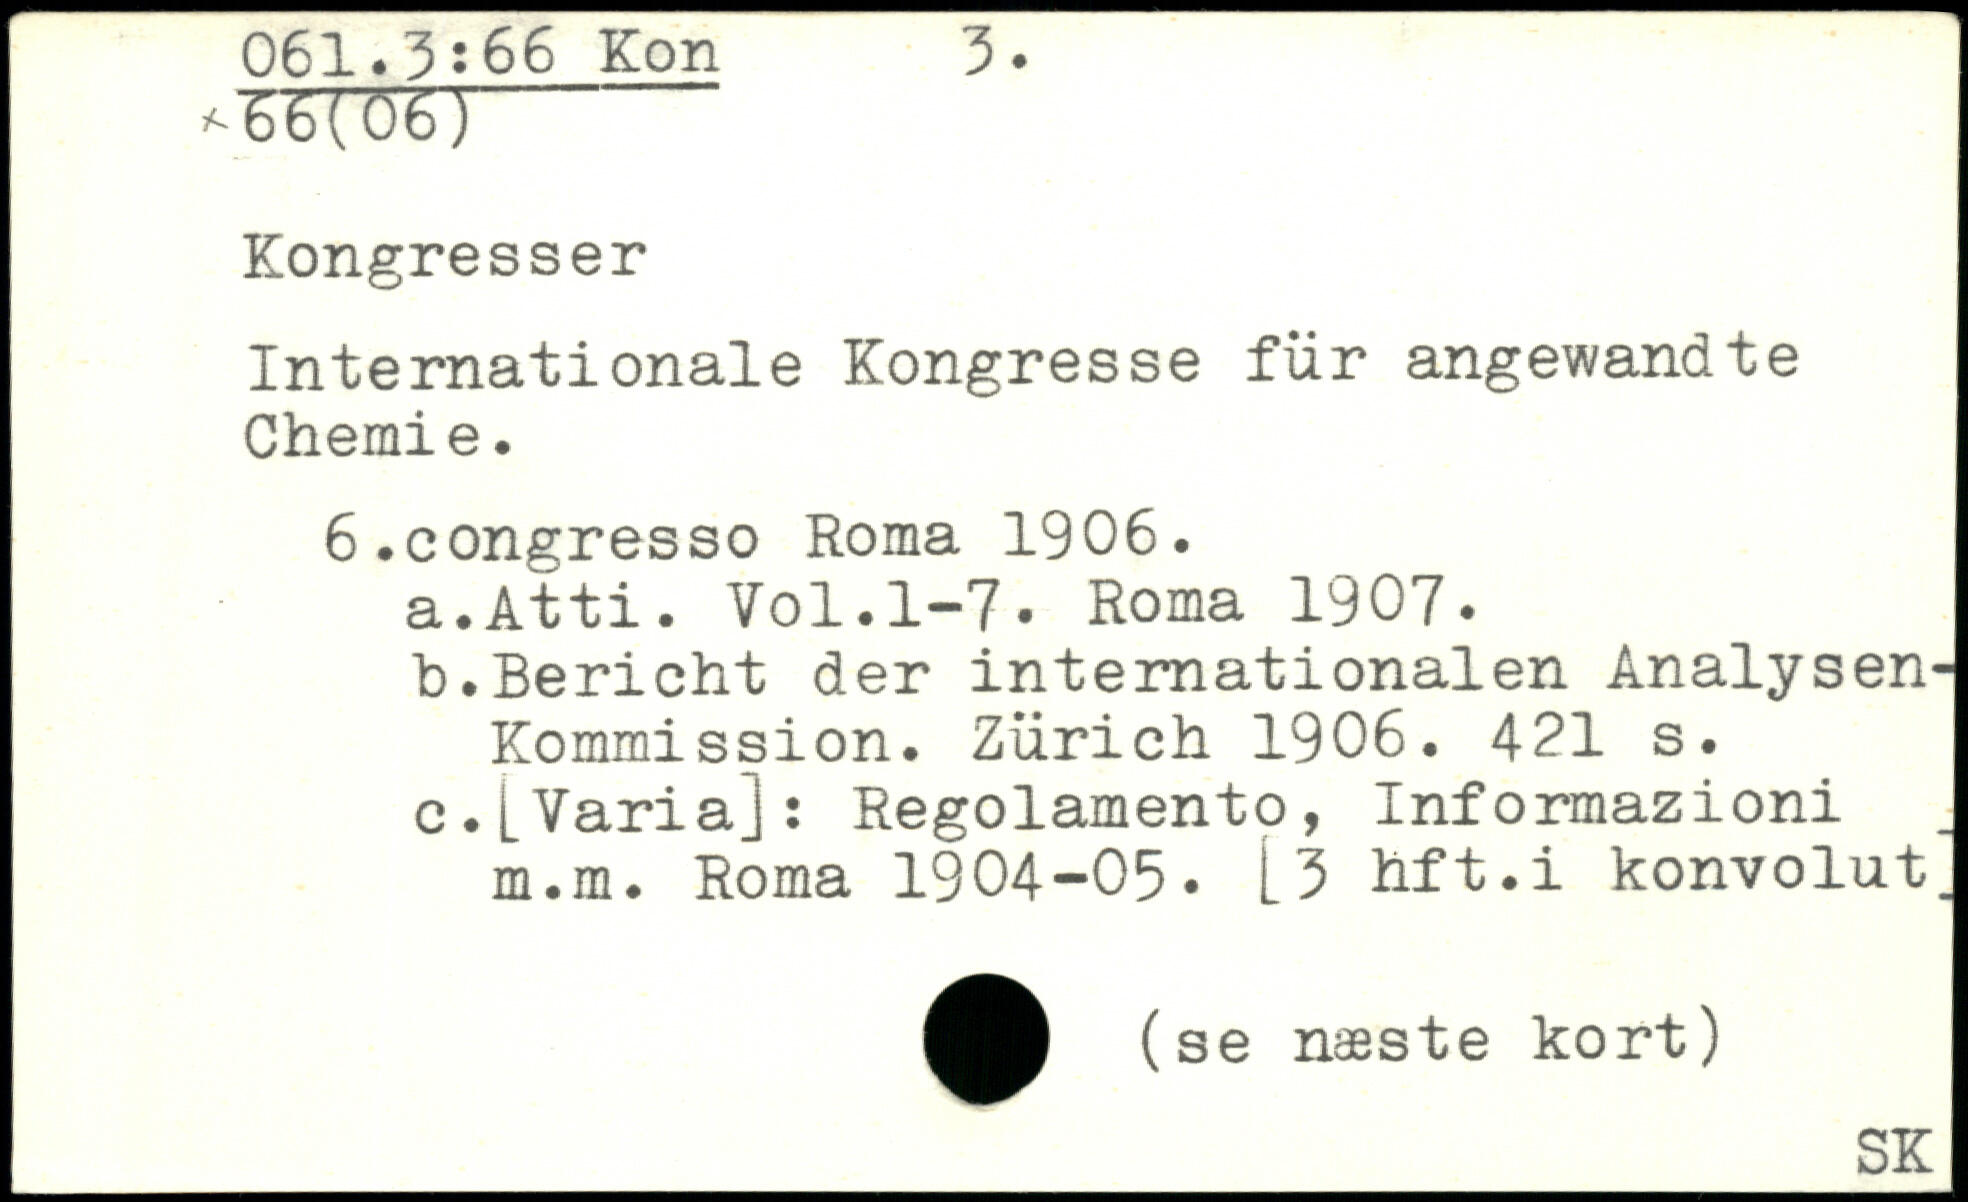 061.3:66 Kon 3.
×66(06)
Kongresser
Internationale Kongresse für angewandte
Chemie.
6.congresso Roma 1906.
a.Atti. Vol.1-7. Roma 1907.
b.Bericht der internationalen Analysen-
Kommission. Zürich 1906. 421 s.
c.[Varia]: Regolamento, Informazioni
m.m. Roma 1904-05. [3 hft.i konvolut]
(se næste kort)
SK